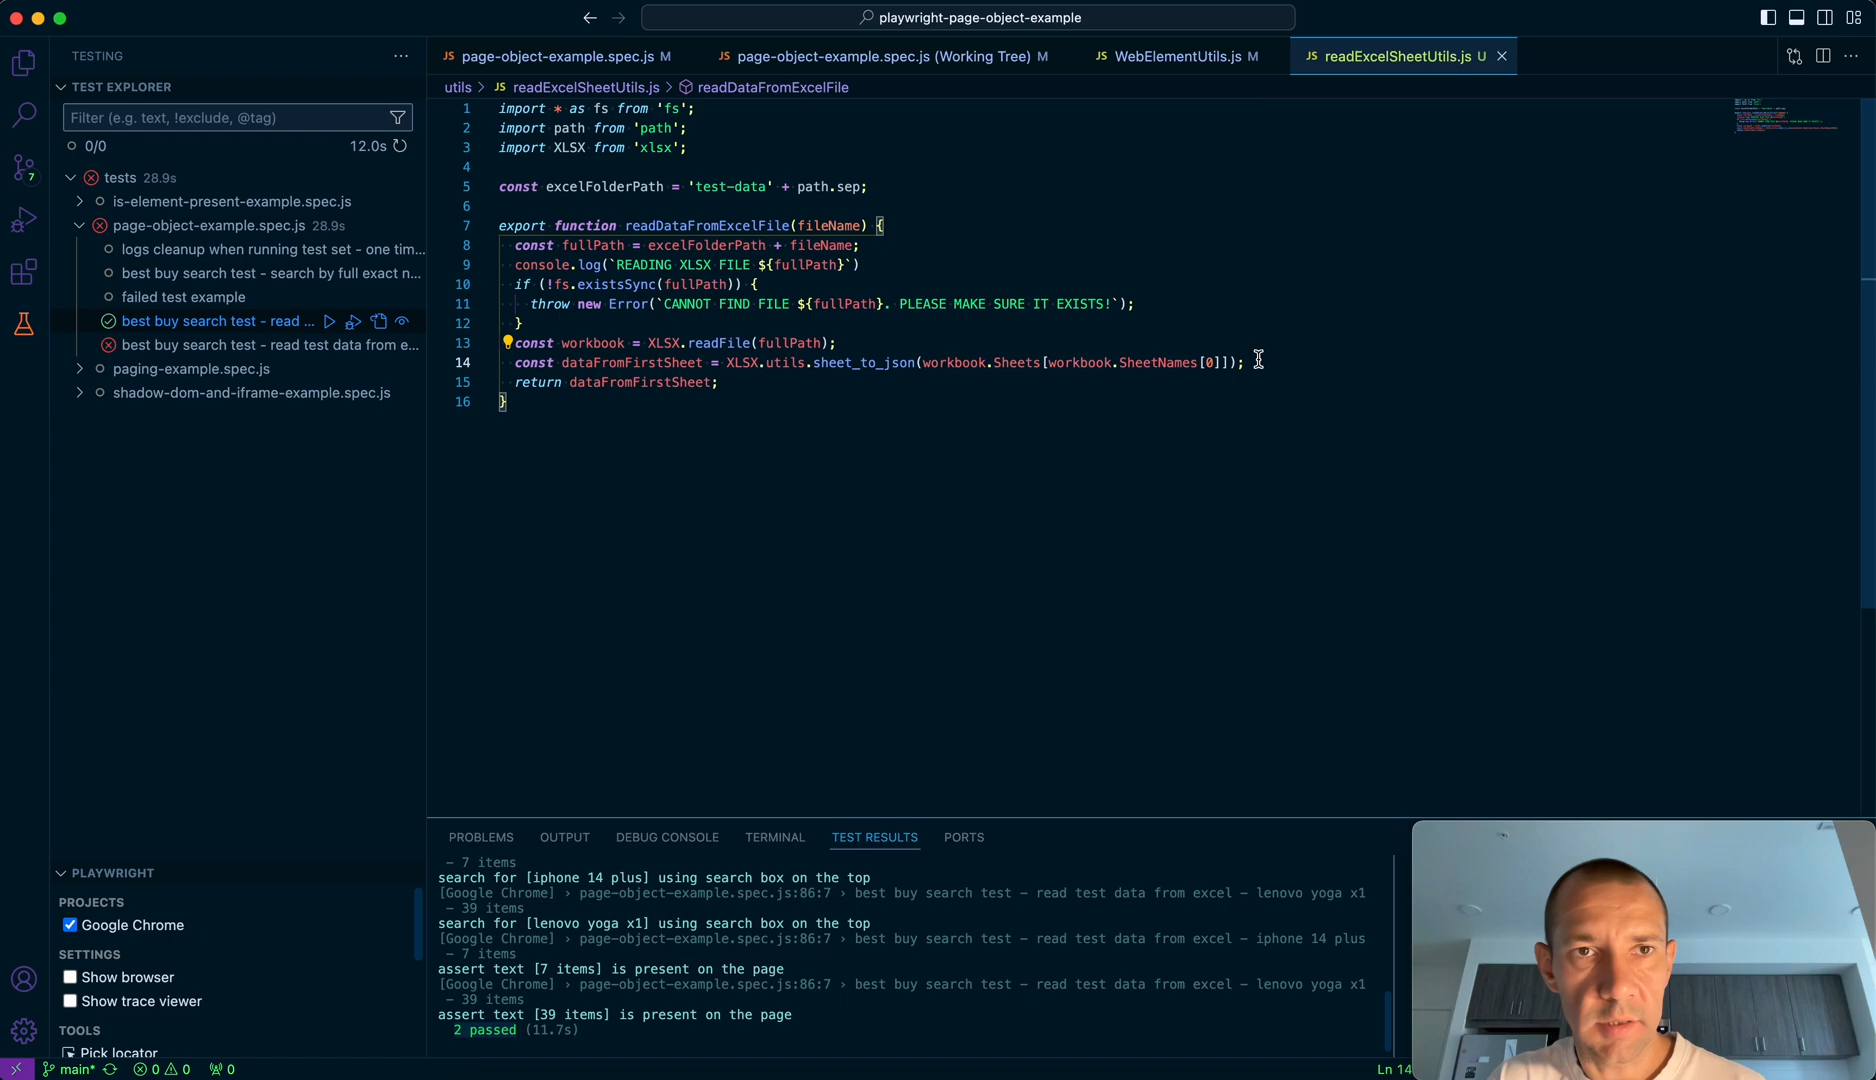 playwright-page-object-example
TESTING
TEST EXPLORER
Filter (e.g. text, !exclude, @tag)
0/0
12.0s
tests 28.9s
is-element-present-example.spec.js
page-object-example.spec.js 28.9s
logs cleanup when running test set - one tim...
best buy search test - search by full exact n...
failed test example
best buy search test - read ...
best buy search test - read test data from e...
paging-example.spec.js
shadow-dom-and-iframe-example.spec.js
7
PLAYWRIGHT
PROJECTS
Google Chrome
SETTINGS
Show browser
Show trace viewer
TOOLS
Pick locator
JS page-object-example.spec.js M
JS page-object-example.spec.js (Working Tree) M
JS WebElementUtils.js M
JS readExcelSheetUtils.js U
utils > JS readExcelSheetUtils.js > readDataFromExcelFile
1 import * as fs from 'fs';
2 import path from 'path';
3 import XLSX from 'xlsx';
4
5 const excelFolderPath = 'test-data' + path.sep;
6
7 export function readDataFromExcelFile(fileName) {
8 const fullPath = excelFolderPath + fileName;
9 console.log(`READING XLSX FILE ${fullPath}`)
10 if (!fs.existsSync(fullPath)) {
11 throw new Error(`CANNOT FIND FILE ${fullPath}. PLEASE MAKE SURE IT EXISTS!`);
12 }
13 const workbook = XLSX.readFile(fullPath);
14 const dataFromFirstSheet = XLSX.utils.sheet_to_json(workbook.Sheets[workbook.SheetNames[0]]);
15 return dataFromFirstSheet;
16 }
PROBLEMS OUTPUT DEBUG CONSOLE TERMINAL TEST RESULTS PORTS
– 7 items
search for [iphone 14 plus] using search box on the top
[Google Chrome] › page-object-example.spec.js:86:7 › best buy search test – read test data from excel – lenovo yoga x1
– 39 items
search for [lenovo yoga x1] using search box on the top
[Google Chrome] › page-object-example.spec.js:86:7 › best buy search test – read test data from excel – iphone 14 plus
– 7 items
assert text [7 items] is present on the page
[Google Chrome] › page-object-example.spec.js:86:7 › best buy search test – read test data from excel – lenovo yoga x1
– 39 items
assert text [39 items] is present on the page
2 passed (11.7s)
main* 0 0 0
Ln 14